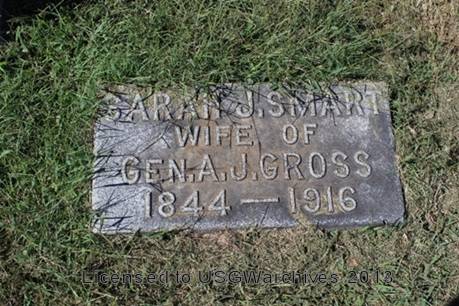 SARAH J. SMART
WIFE OF
GEN. A. J. GROSS
1844 — 1916
Licensed to USGWarchives 2013